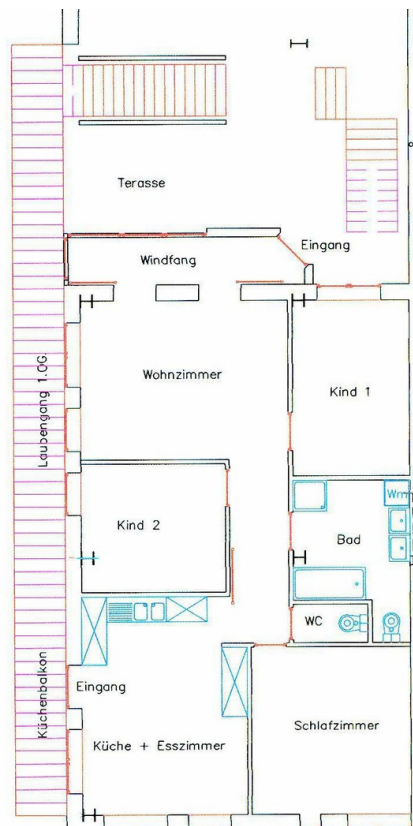 Terasse
Eingang
Windfang
Wohnzimmer
Kind 1
Laubengang 1.OG.
Wm
Kind 2
Bad
WC
Küchenbalkon
Eingang
Schlafzimmer
Küche + Esszimmer